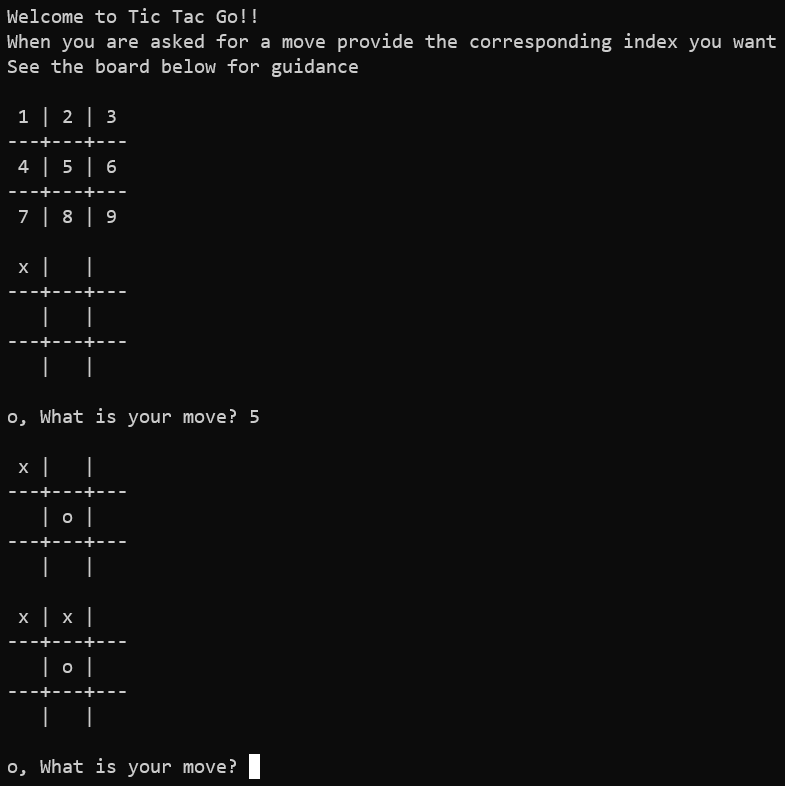 Welcome to Tic Tac Go!!
When you are asked for a move provide the corresponding index you want
See the board below for guidance

 1 | 2 | 3
---+---+---
 4 | 5 | 6
---+---+---
 7 | 8 | 9

 x |   |
---+---+---
   |   |
---+---+---
   |   |

o, What is your move? 5

 x |   |
---+---+---
   | o |
---+---+---
   |   |

 x | x |
---+---+---
   | o |
---+---+---
   |   |

o, What is your move?